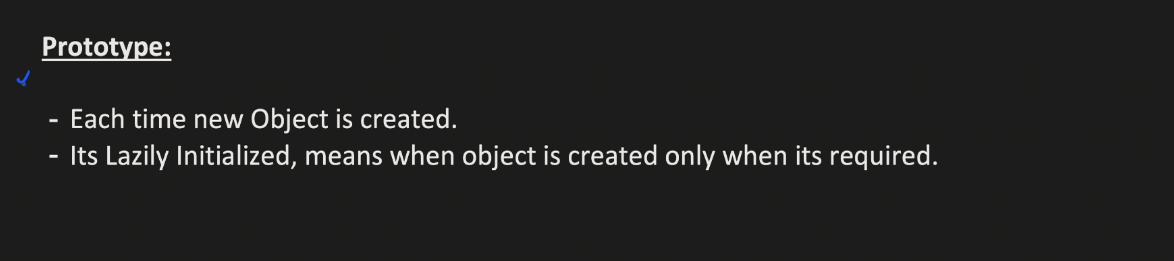 Prototype:
- Each time new Object is created.
- Its Lazily Initialized, means when object is created only when its required.